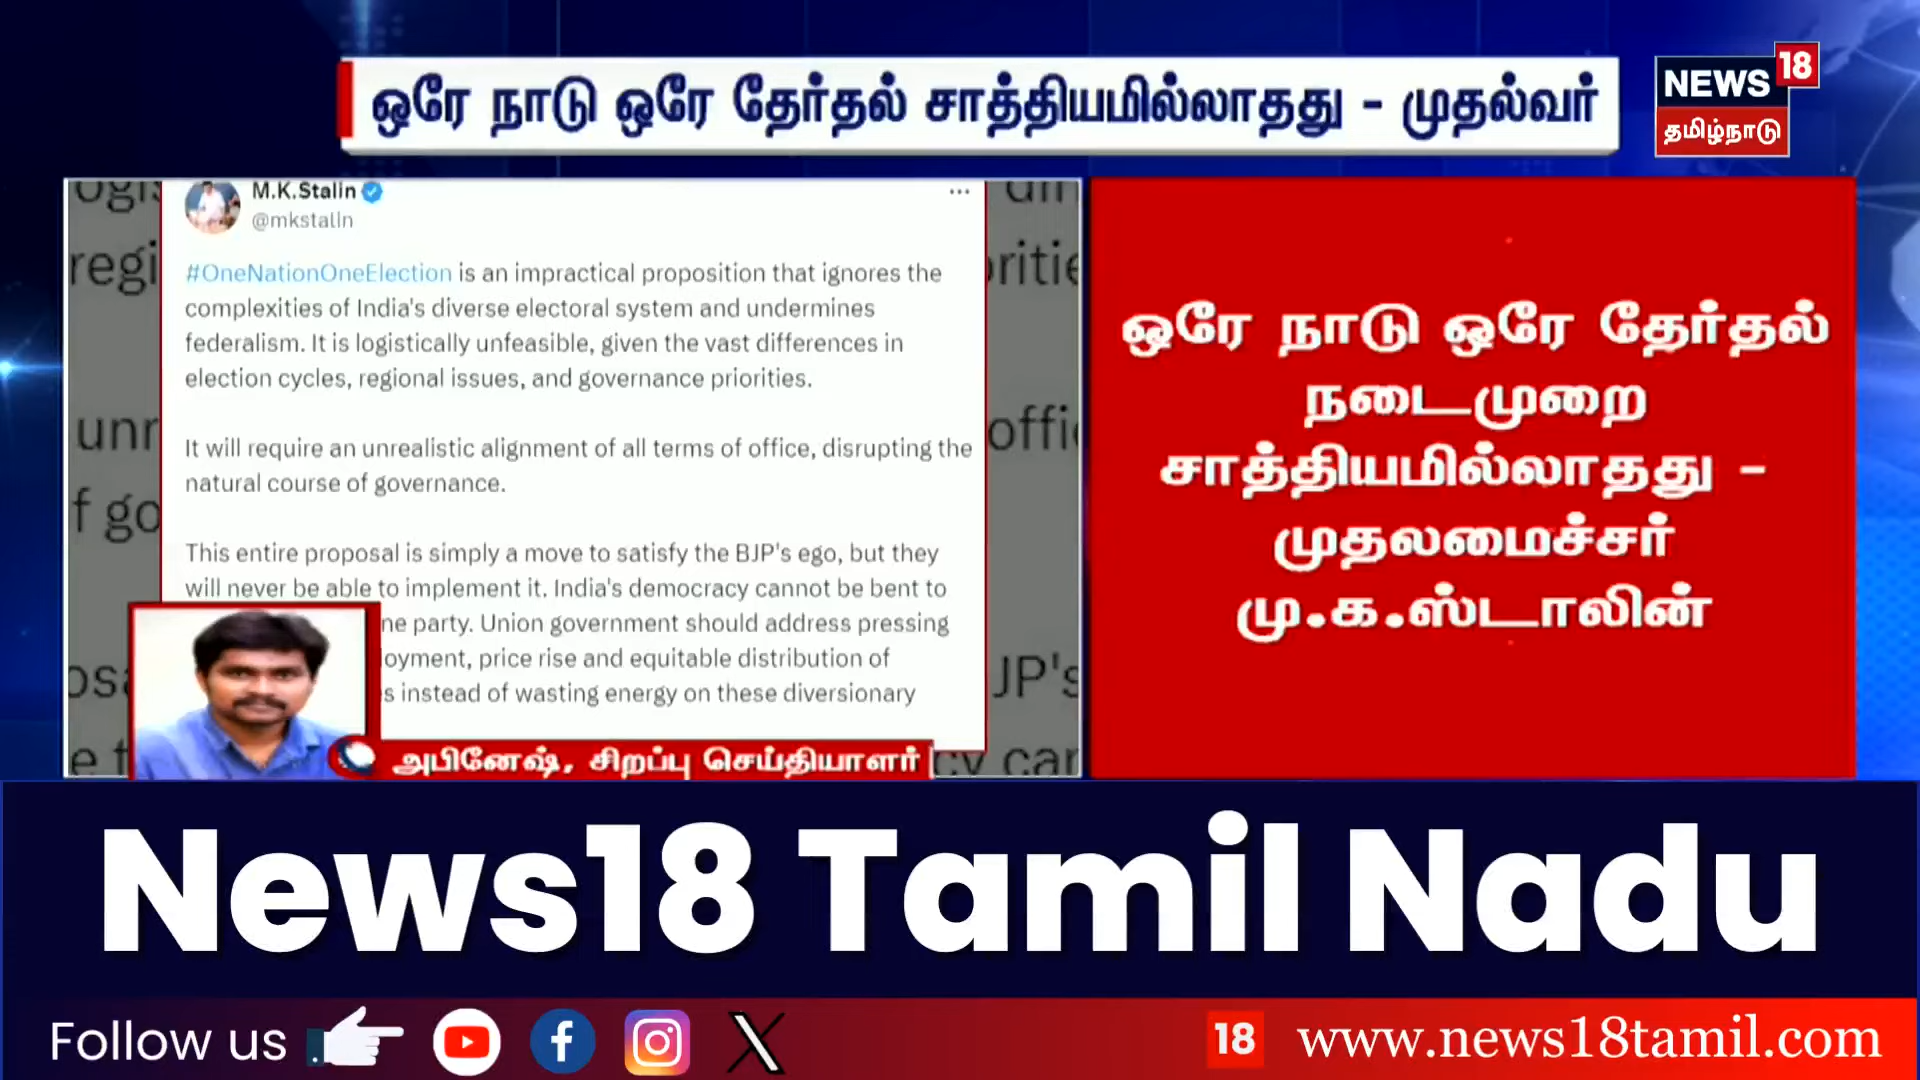 ஒரே நாடு ஒரே தேர்தல் சாத்தியமில்லாதது - முதல்வர்
NEWS 18
தமிழ்நாடு
M.K.Stalin
@mkstalin
#OneNationOneElection is an impractical proposition that ignores the
complexities of India's diverse electoral system and undermines
federalism. It is logistically unfeasible, given the vast differences in
election cycles, regional issues, and governance priorities.
It will require an unrealistic alignment of all terms of office, disrupting the
natural course of governance.
This entire proposal is simply a move to satisfy the BJP's ego, but they
will never be able to implement it. India's democracy cannot be bent to
ne party. Union government should address pressing
oyment, price rise and equitable distribution of
s instead of wasting energy on these diversionary
ஒரே நாடு ஒரே தேர்தல்
நடைமுறை
சாத்தியமில்லாதது -
முதலமைச்சர்
மு.க.ஸ்டாலின்
அபினேஷ், சிறப்பு செய்தியாளர்
News18 Tamil Nadu
Follow us
18 www.news18tamil.com